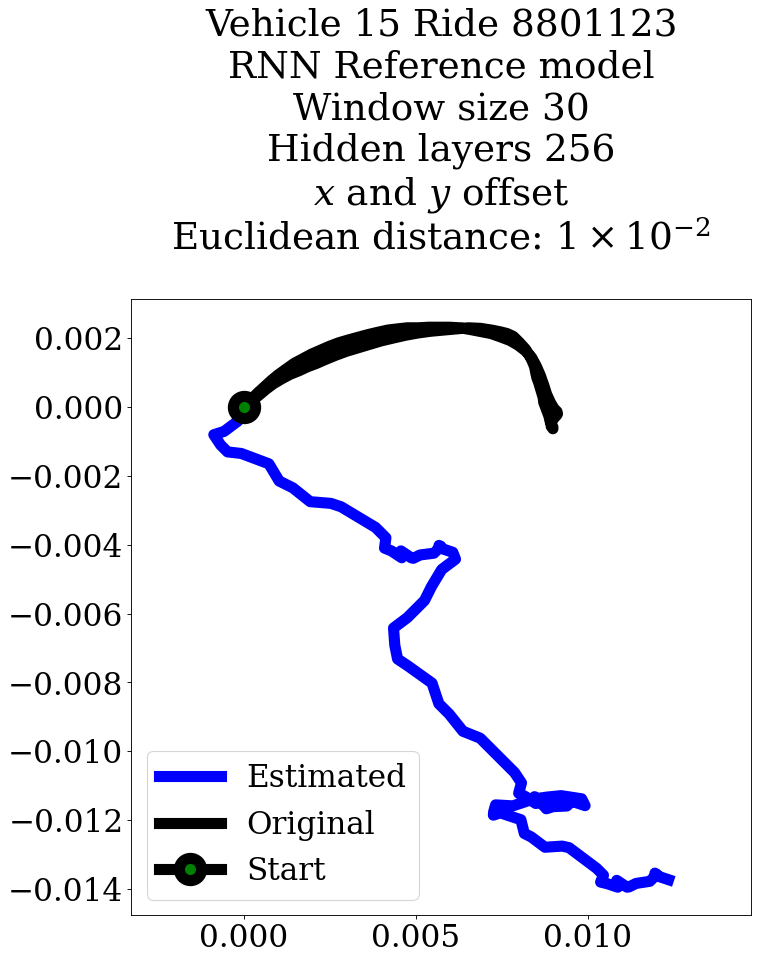 Vehicle 15 Ride 8801123
RNN Reference model
Window size 30
Hidden layers 256
x and y offset
Euclidean distance: 1 × 10⁻²
0.002
0.000
−0.002
−0.004
−0.006
−0.008
−0.010
−0.012
−0.014
Estimated
Original
Start
0.000
0.005
0.010